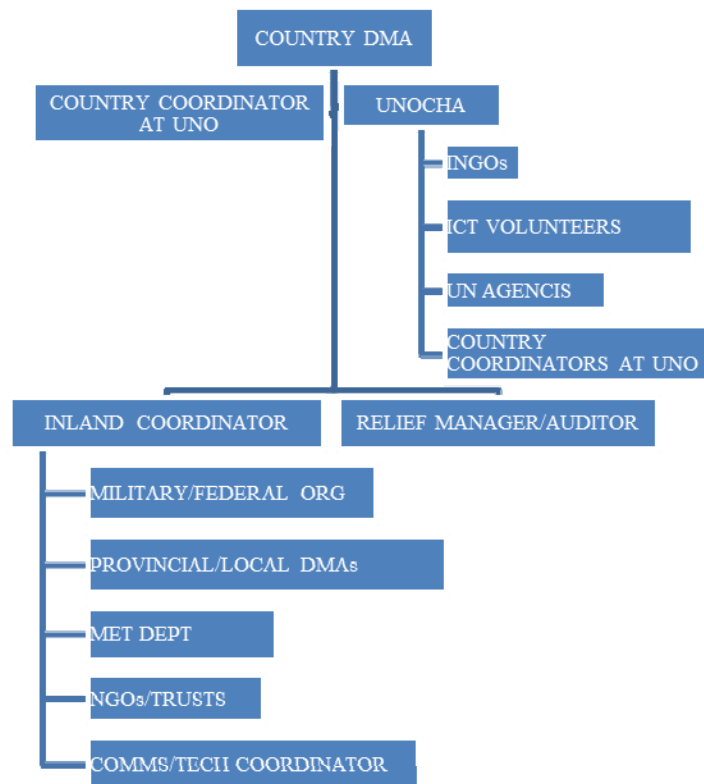 COUNTRY DMA
COUNTRY COORDINATOR
AT UNO
UNOCHA
INGOs
ICT VOLUNTEERS
UN AGENCIS
COUNTRY
COORDINATORS AT UNO
INLAND COORDINATOR
RELIEF MANAGER/AUDITOR
MILITARY/FEDERAL ORG
PROVINCIAL/LOCAL DMAs
MET DEPT
NGOs/TRUSTS
COMMS/TECH COORDINATOR